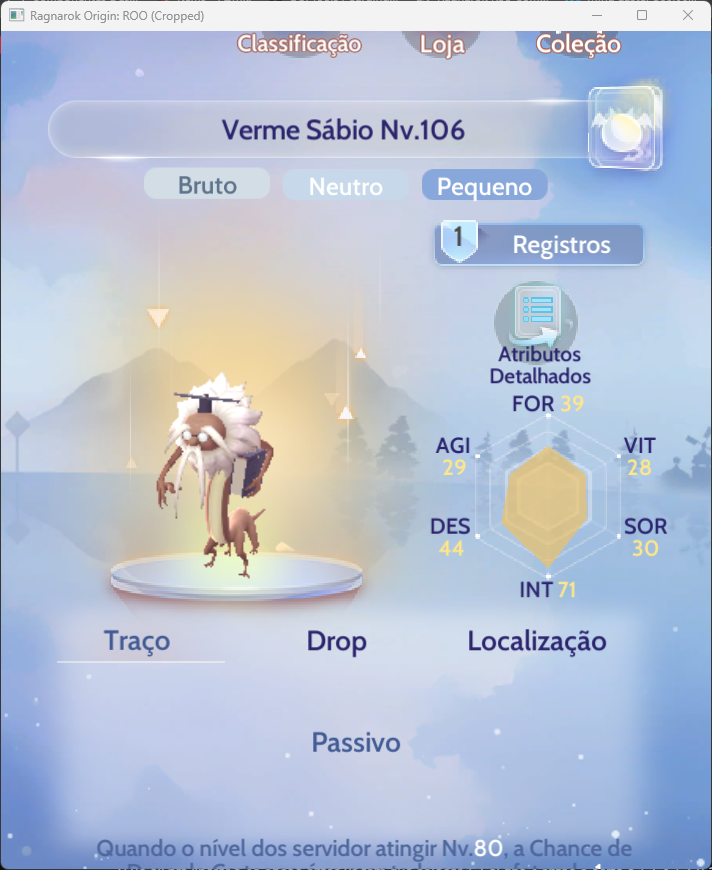 Ragnarok Origin: ROO (Cropped)
Classificação Loja Coleção
Verme Sábio Nv.106
Bruto Neutro Pequeno
1 Registros
Atributos
Detalhados
FOR 39
AGI VIT
29 28
DES SOR
44 30
INT 71
Traço Drop Localização
Passivo
Quando o nível dos servidor atingir Nv.80, a Chance de